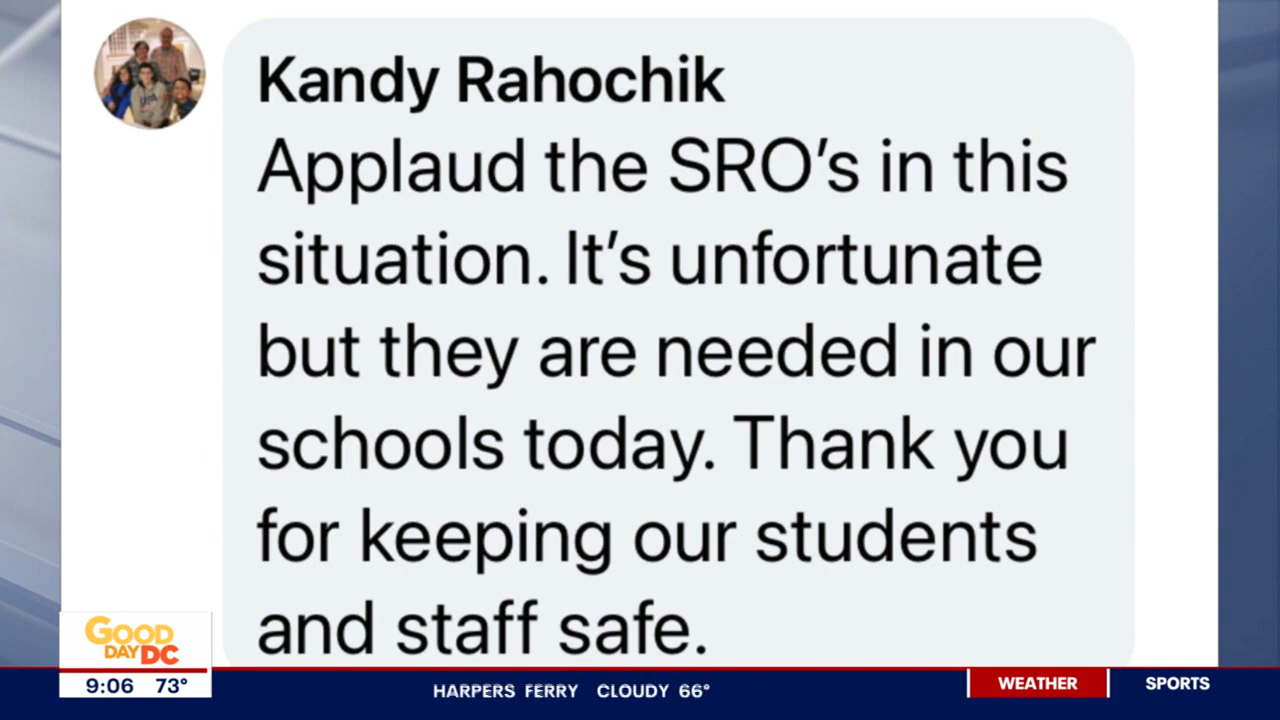 Kandy Rahochik
Applaud the SRO's in this
situation. It's unfortunate
but they are needed in our
schools today. Thank you
for keeping our students
and staff safe.
GOOD
DAY DC
9:06 73°
HARPERS FERRY CLOUDY 66°
WEATHER
SPORTS